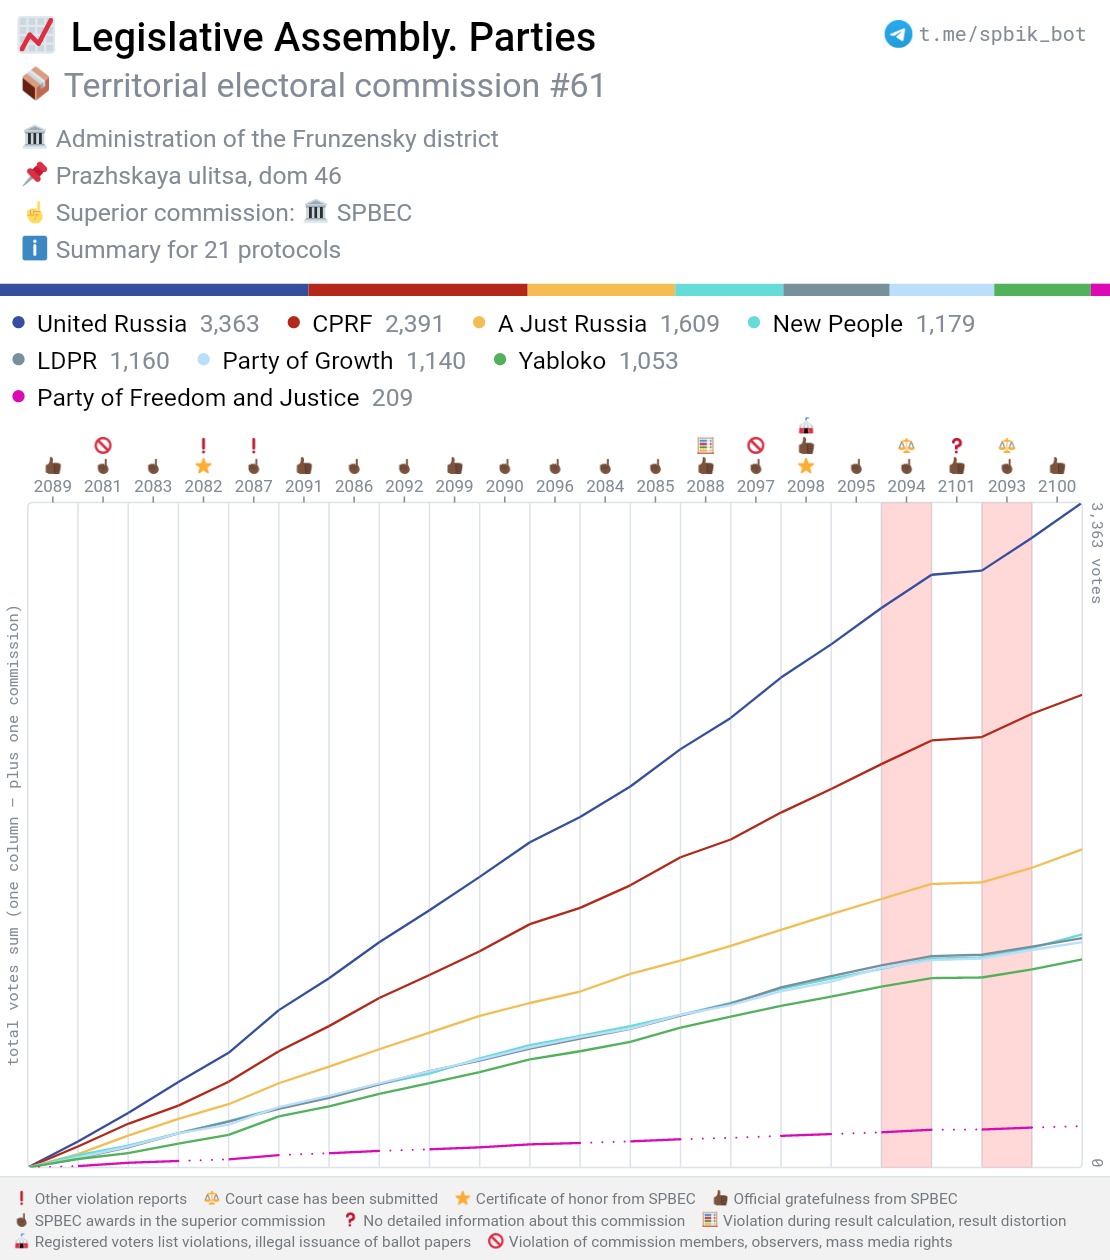 Legislative Assembly. Parties
t.me/spbik_bot
Territorial electoral commission #61
Administration of the Frunzensky district
Prazhskaya ulitsa, dom 46
Superior commission: SPBEC
Summary for 21 protocols
United Russia 3,363 CPRF 2,391 A Just Russia 1,609 New People 1,179
LDPR 1,160 Party of Growth 1,140 Yabloko 1,053
Party of Freedom and Justice 209
2089 2081 2083 2082 2087 2091 2086 2092 2099 2090 2096 2084 2085 2088 2097 2098 2095 2094 2101 2093 2100
3,363 votes
total votes sum (one column – plus one commission)
0
Other violation reports Court case has been submitted Certificate of honor from SPBEC Official gratefulness from SPBEC
SPBEC awards in the superior commission No detailed information about this commission Violation during result calculation, result distortion
Registered voters list violations, illegal issuance of ballot papers Violation of commission members, observers, mass media rights